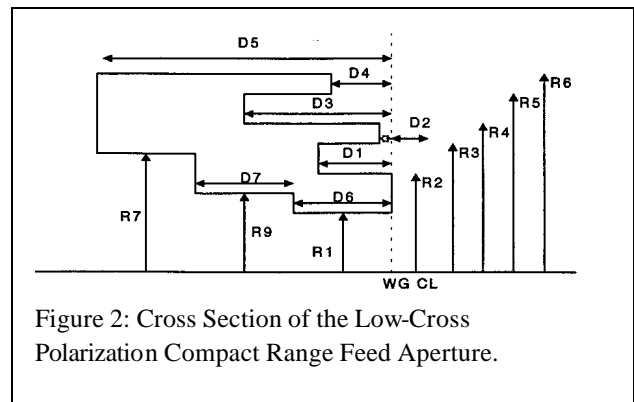 D5
D4
R6
D3
R5
D2
R4
D1
R3
R2
D7
D6
R7
R9
R1
WG CL
Figure 2: Cross Section of the Low-Cross
Polarization Compact Range Feed Aperture.